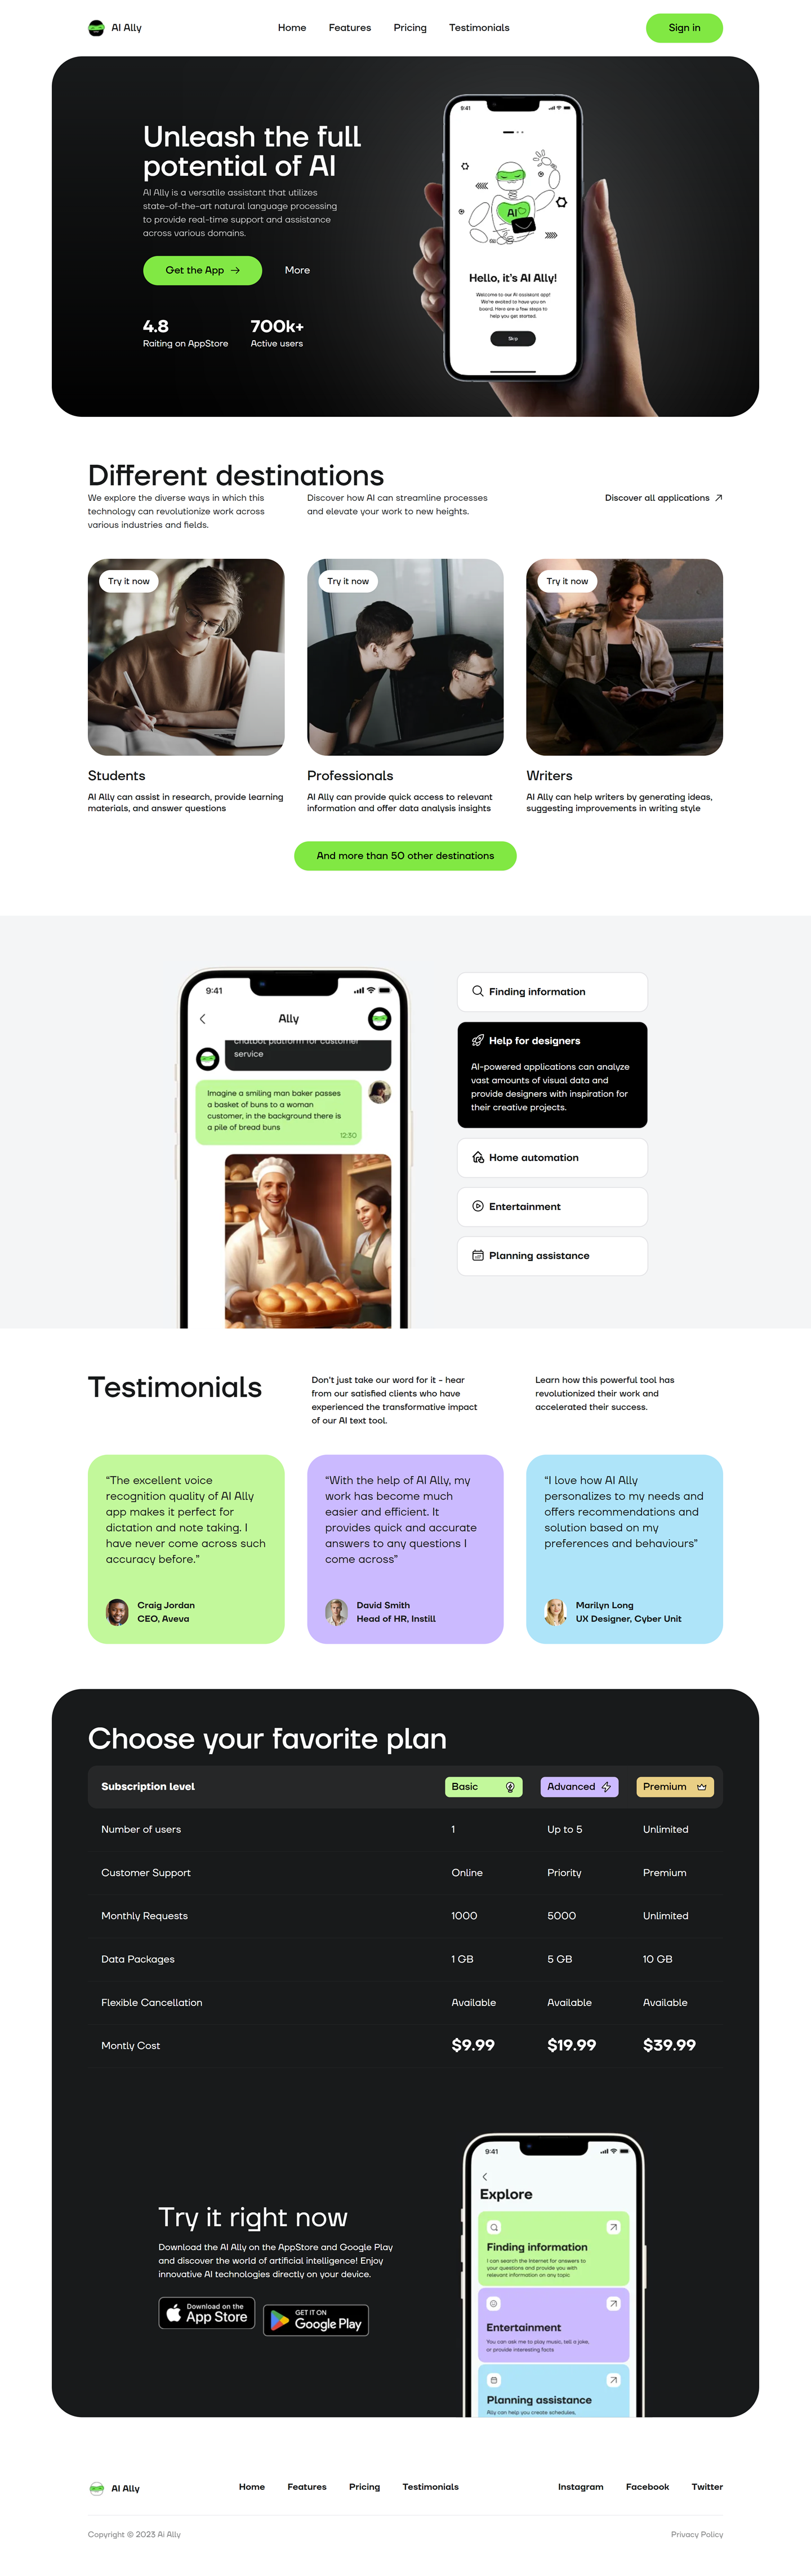 AI Ally
Home Features Pricing Testimonials
Sign in
Unleash the full
potential of AI
AI Ally is a versatile assistant that utilizes
state-of-the-art natural language processing
to provide real-time support and assistance
across various domains.
Get the App
More
4.8
Raiting on AppStore
700k+
Active users
9:41
AI
Hello, it's AI Ally!
Welcome to our AI assistant app!
We're excited to have you on
board. Here are a few steps to
help you get started.
Skip
Different destinations
We explore the diverse ways in which this
technology can revolutionize work across
various industries and fields.
Discover how AI can streamline processes
and elevate your work to new heights.
Discover all applications
Try it now
Try it now
Try it now
Students
AI Ally can assist in research, provide learning
materials, and answer questions
Professionals
AI Ally can provide quick access to relevant
information and offer data analysis insights
Writers
AI Ally can help writers by generating ideas,
suggesting improvements in writing style
And more than 50 other destinations
9:41
Ally
chatbot platform for customer
service
Imagine a smiling man baker passes
a basket of buns to a woman
customer, in the background there is
a pile of bread buns
12:30
Finding information
Help for designers
AI-powered applications can analyze
vast amounts of visual data and
provide designers with inspiration for
their creative projects.
Home automation
Entertainment
Planning assistance
Testimonials
Don't just take our word for it - hear
from our satisfied clients who have
experienced the transformative impact
of our AI text tool.
Learn how this powerful tool has
revolutionized their work and
accelerated their success.
“The excellent voice
recognition quality of AI Ally
app makes it perfect for
dictation and note taking. I
have never come across such
accuracy before.”
Craig Jordan
CEO, Aveva
“With the help of AI Ally, my
work has become much
easier and efficient. It
provides quick and accurate
answers to any questions I
come across”
David Smith
Head of HR, Instill
“I love how AI Ally
personalizes to my needs and
offers recommendations and
solution based on my
preferences and behaviours”
Marilyn Long
UX Designer, Cyber Unit
Choose your favorite plan
Subscription level Basic Advanced Premium
Number of users 1 Up to 5 Unlimited
Customer Support Online Priority Premium
Monthly Requests 1000 5000 Unlimited
Data Packages 1 GB 5 GB 10 GB
Flexible Cancellation Available Available Available
Montly Cost $9.99 $19.99 $39.99
Try it right now
Download the AI Ally on the AppStore and Google Play
and discover the world of artificial intelligence! Enjoy
innovative AI technologies directly on your device.
Download on the
App Store
GET IT ON
Google Play
9:41
Explore
Finding information
I can search the Internet for answers to
your questions and provide you with
relevant information on any topic
Entertainment
You can ask me to play music, tell a joke,
or provide interesting facts
Planning assistance
Ally can help you create schedules,
AI Ally
Home Features Pricing Testimonials
Instagram Facebook Twitter
Copyright © 2023 Ai Ally
Privacy Policy